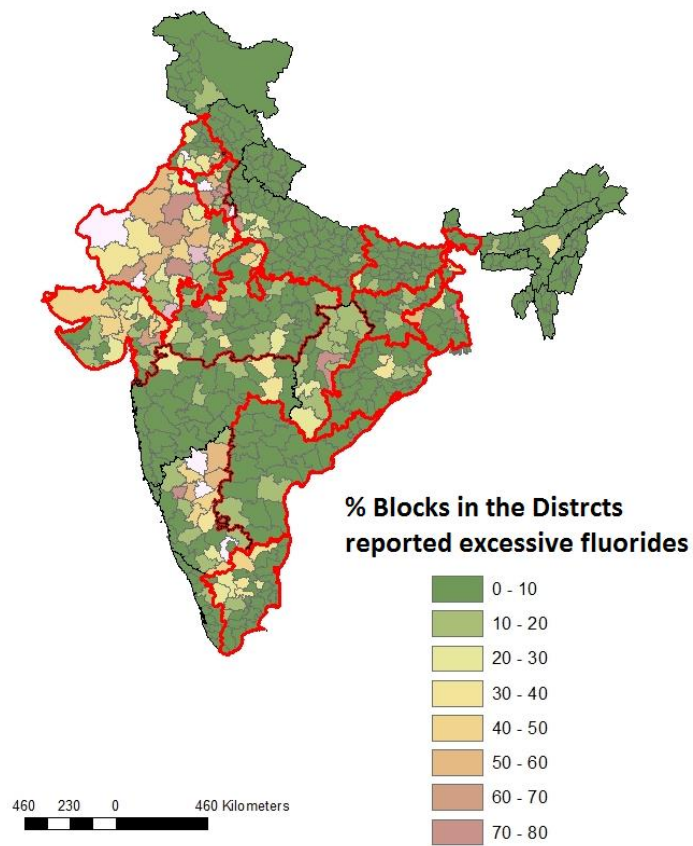 % Blocks in the Distrcts
reported excessive fluorides
0 - 10
10 - 20
20 - 30
30 - 40
40 - 50
50 - 60
60 - 70
70 - 80
460 230 0 460 Kilometers